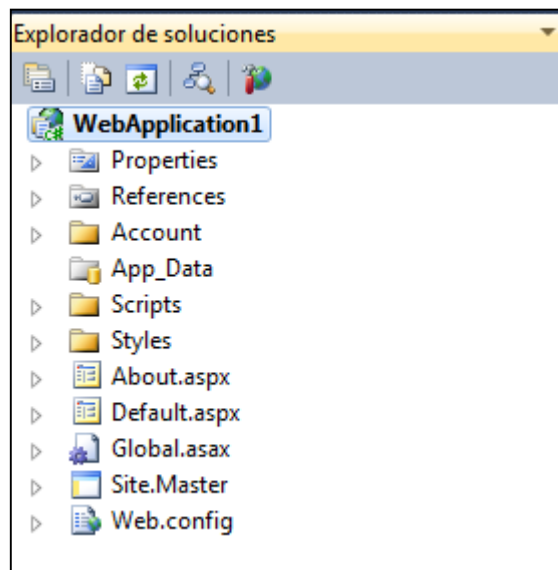 Explorador de soluciones
WebApplication1
Properties
References
Account
App_Data
Scripts
Styles
About.aspx
Default.aspx
Global.asax
Site.Master
Web.config